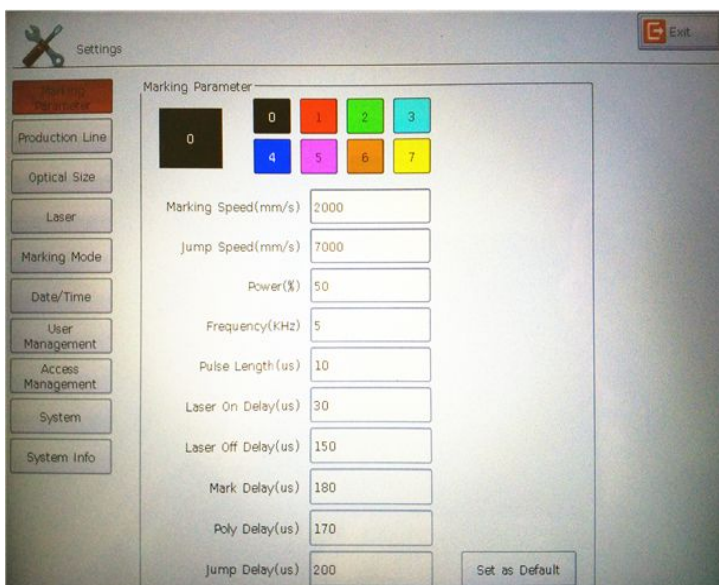 Settings
Exit
Marking
Parameter
Production Line
Optical Size
Laser
Marking Mode
Date/Time
User
Management
Access
Management
System
System Info
Marking Parameter
0
0 1 2 3
4 5 6 7
Marking Speed(mm/s) 2000
Jump Speed(mm/s) 7000
Power(%) 50
Frequency(KHz) 5
Pulse Length(us) 10
Laser On Delay(us) 30
Laser Off Delay(us) 150
Mark Delay(us) 180
Poly Delay(us) 170
Jump Delay(us) 200
Set as Default